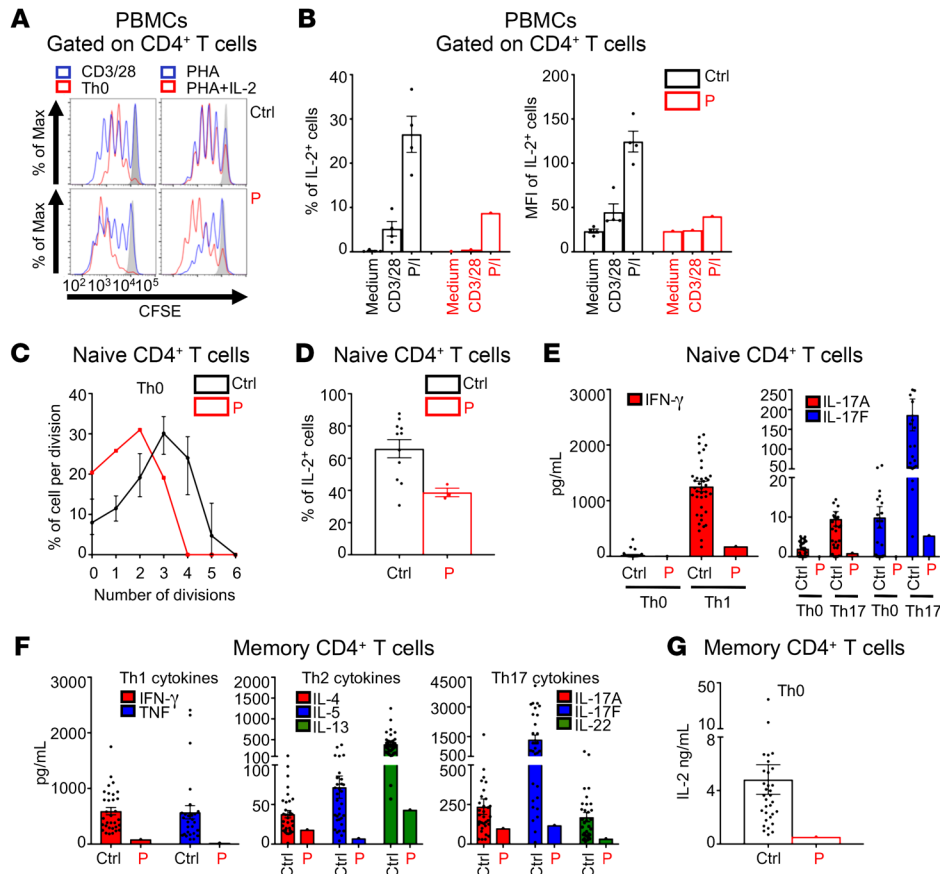 A
PBMCs
Gated on CD4+ T cells
CD3/28
PHA
Th0
PHA+IL-2
% of Max
Ctrl
% of Max
P
10² 10³ 10⁴ 10⁵
CFSE
B
PBMCs
Gated on CD4+ T cells
% of IL-2+ cells
40
30
20
10
0
Medium
CD3/28
P/I
Medium
CD3/28
P/I
MFI of IL-2+ cells
200
150
100
50
0
Ctrl
P
Medium
CD3/28
P/I
Medium
CD3/28
P/I
C
Naive CD4+ T cells
Th0
Ctrl
P
% of cell per division
40
30
20
10
0
0 1 2 3 4 5 6
Number of divisions
D
Naive CD4+ T cells
Ctrl
P
% of IL-2+ cells
100
80
60
40
20
0
Ctrl P
E
Naive CD4+ T cells
IFN-γ
pg/mL
3000
2000
1000
0
Ctrl P Ctrl P
Th0 Th1
IL-17A
IL-17F
250
200
150
100
50
20
10
0
Ctrl P Ctrl P Ctrl P Ctrl P
Th0 Th17 Th0 Th17
F
Memory CD4+ T cells
Th1 cytokines
IFN-γ
TNF
pg/mL
3000
2000
1000
0
Ctrl P Ctrl P
Th2 cytokines
IL-4
IL-5
IL-13
2000
1500
1000
500
100
100
50
0
Ctrl P Ctrl P Ctrl P
Th17 cytokines
IL-17A
IL-17F
IL-22
4500
3500
2500
1500
500
500
250
0
Ctrl P Ctrl P Ctrl P
G
Memory CD4+ T cells
Th0
IL-2 ng/mL
50
10
8
4
0
Ctrl P